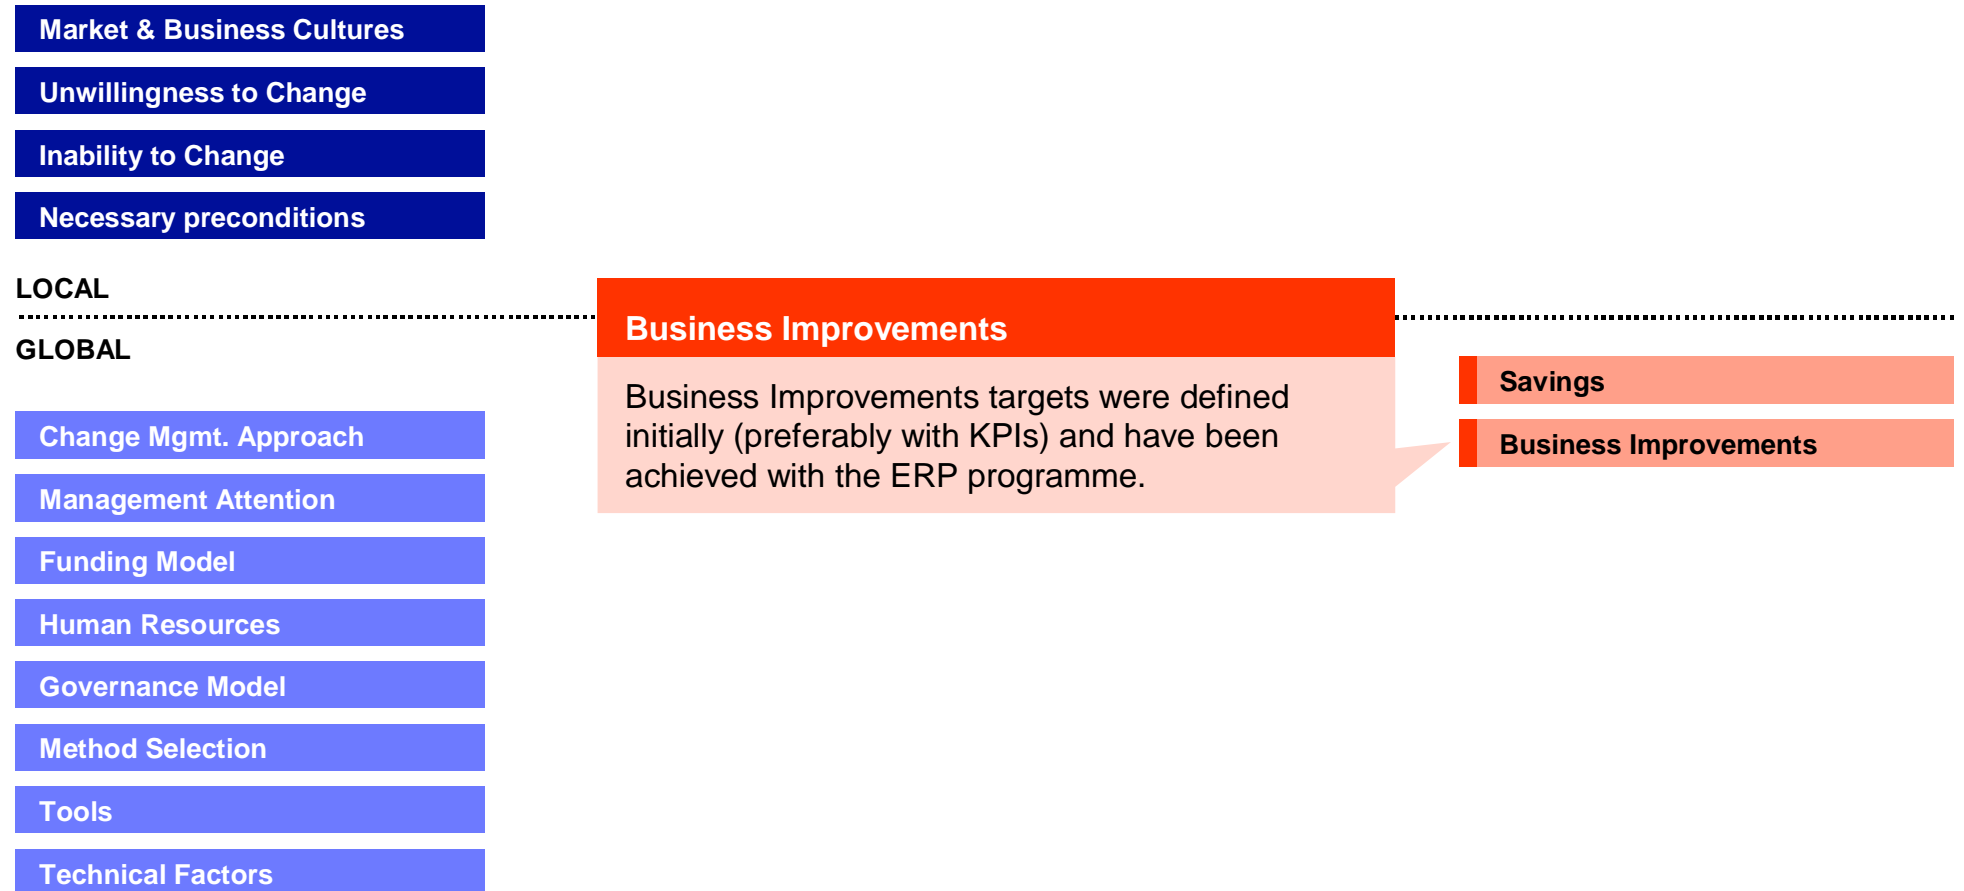 Market & Business Cultures
Unwillingness to Change
Inability to Change
Necessary preconditions
LOCAL
GLOBAL
Change Mgmt. Approach
Management Attention
Funding Model
Human Resources
Governance Model
Method Selection
Tools
Technical Factors
Business Improvements
Business Improvements targets were defined
initially (preferably with KPIs) and have been
achieved with the ERP programme.
Savings
Business Improvements